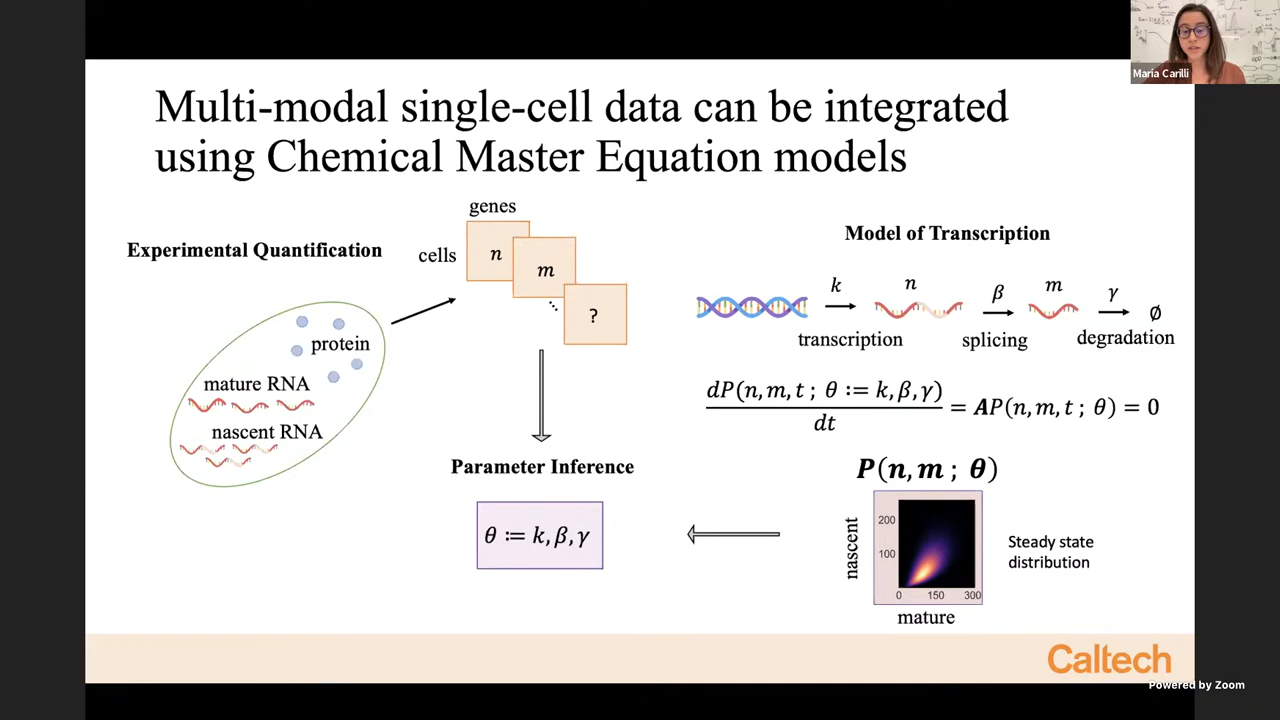 Maria Carilli
Multi-modal single-cell data can be integrated
using Chemical Master Equation models
Experimental Quantification
genes
cells
n
m
⋱
?
protein
mature RNA
nascent RNA
Parameter Inference
θ := k, β, γ
Model of Transcription
k
n
β
m
γ
∅
transcription
splicing
degradation
dP(n, m, t ; θ := k, β, γ)
dt
= AP(n, m, t ; θ) = 0
P(n, m ; θ)
nascent
200
100
0 150 300
mature
Steady state
distribution
Caltech
Powered by Zoom